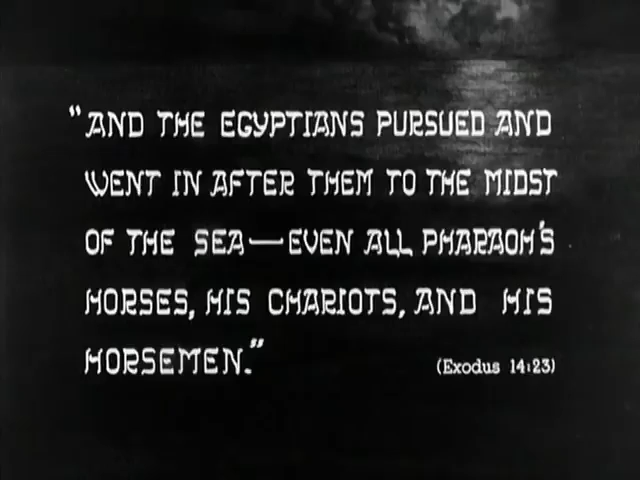 "AND THE EGYPTIANS PURSUED AND
WENT IN AFTER THEM TO THE MIDST
OF THE SEA—EVEN ALL PHARAOH'S
HORSES, HIS CHARIOTS, AND HIS
HORSEMEN."
(Exodus 14:23)